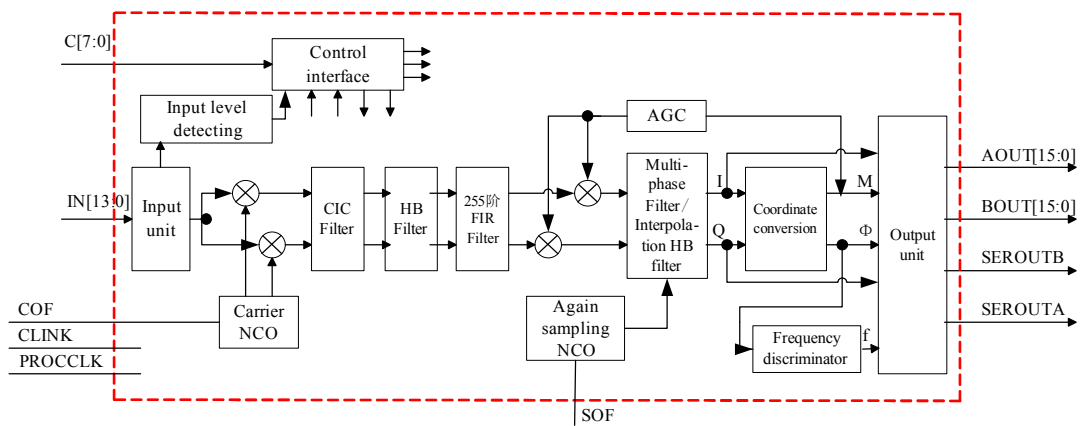 C[7:0]
Control
interface
Input level
detecting
AGC
IN[13:0]
Input
unit
CIC
Filter
HB
Filter
255阶
FIR
Filter
I
Q
Multi-
phase
Filter/
Interpola
tion HB
filter
Coordinate
conversion
M
Φ
Output
unit
AOUT[15:0]
BOUT[15:0]
SEROUTB
SEROUTA
COF
CLINK
PROCCLK
Carrier
NCO
Again
sampling
NCO
Frequency
discriminator
f
SOF